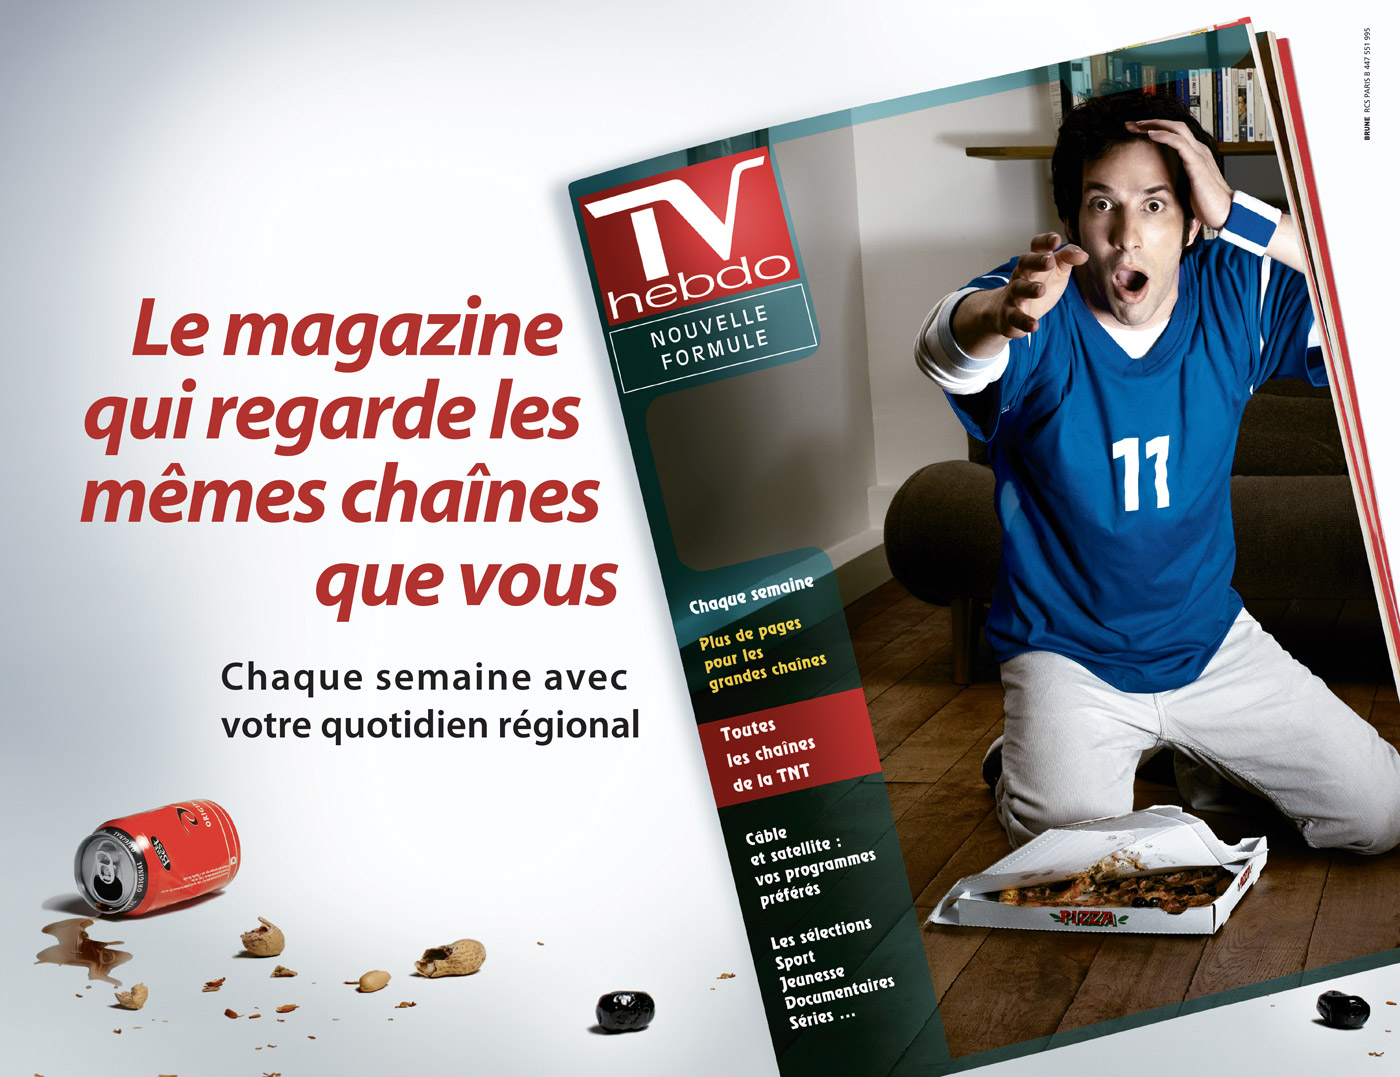 Le magazine
qui regarde les
mêmes chaînes
que vous
Chaque semaine avec
votre quotidien régional
TV
hebdo
NOUVELLE
FORMULE
Chaque semaine
Plus de pages
pour les
grandes chaînes
Toutes
les chaînes
de la TNT
Câble
et satellite :
vos programmes
préférés
Les sélections
Sport
Jeunesse
Documentaires
Séries ...
11
PIZZA
ORIGINAL
BRUNE RCS PARIS B 447 551 995